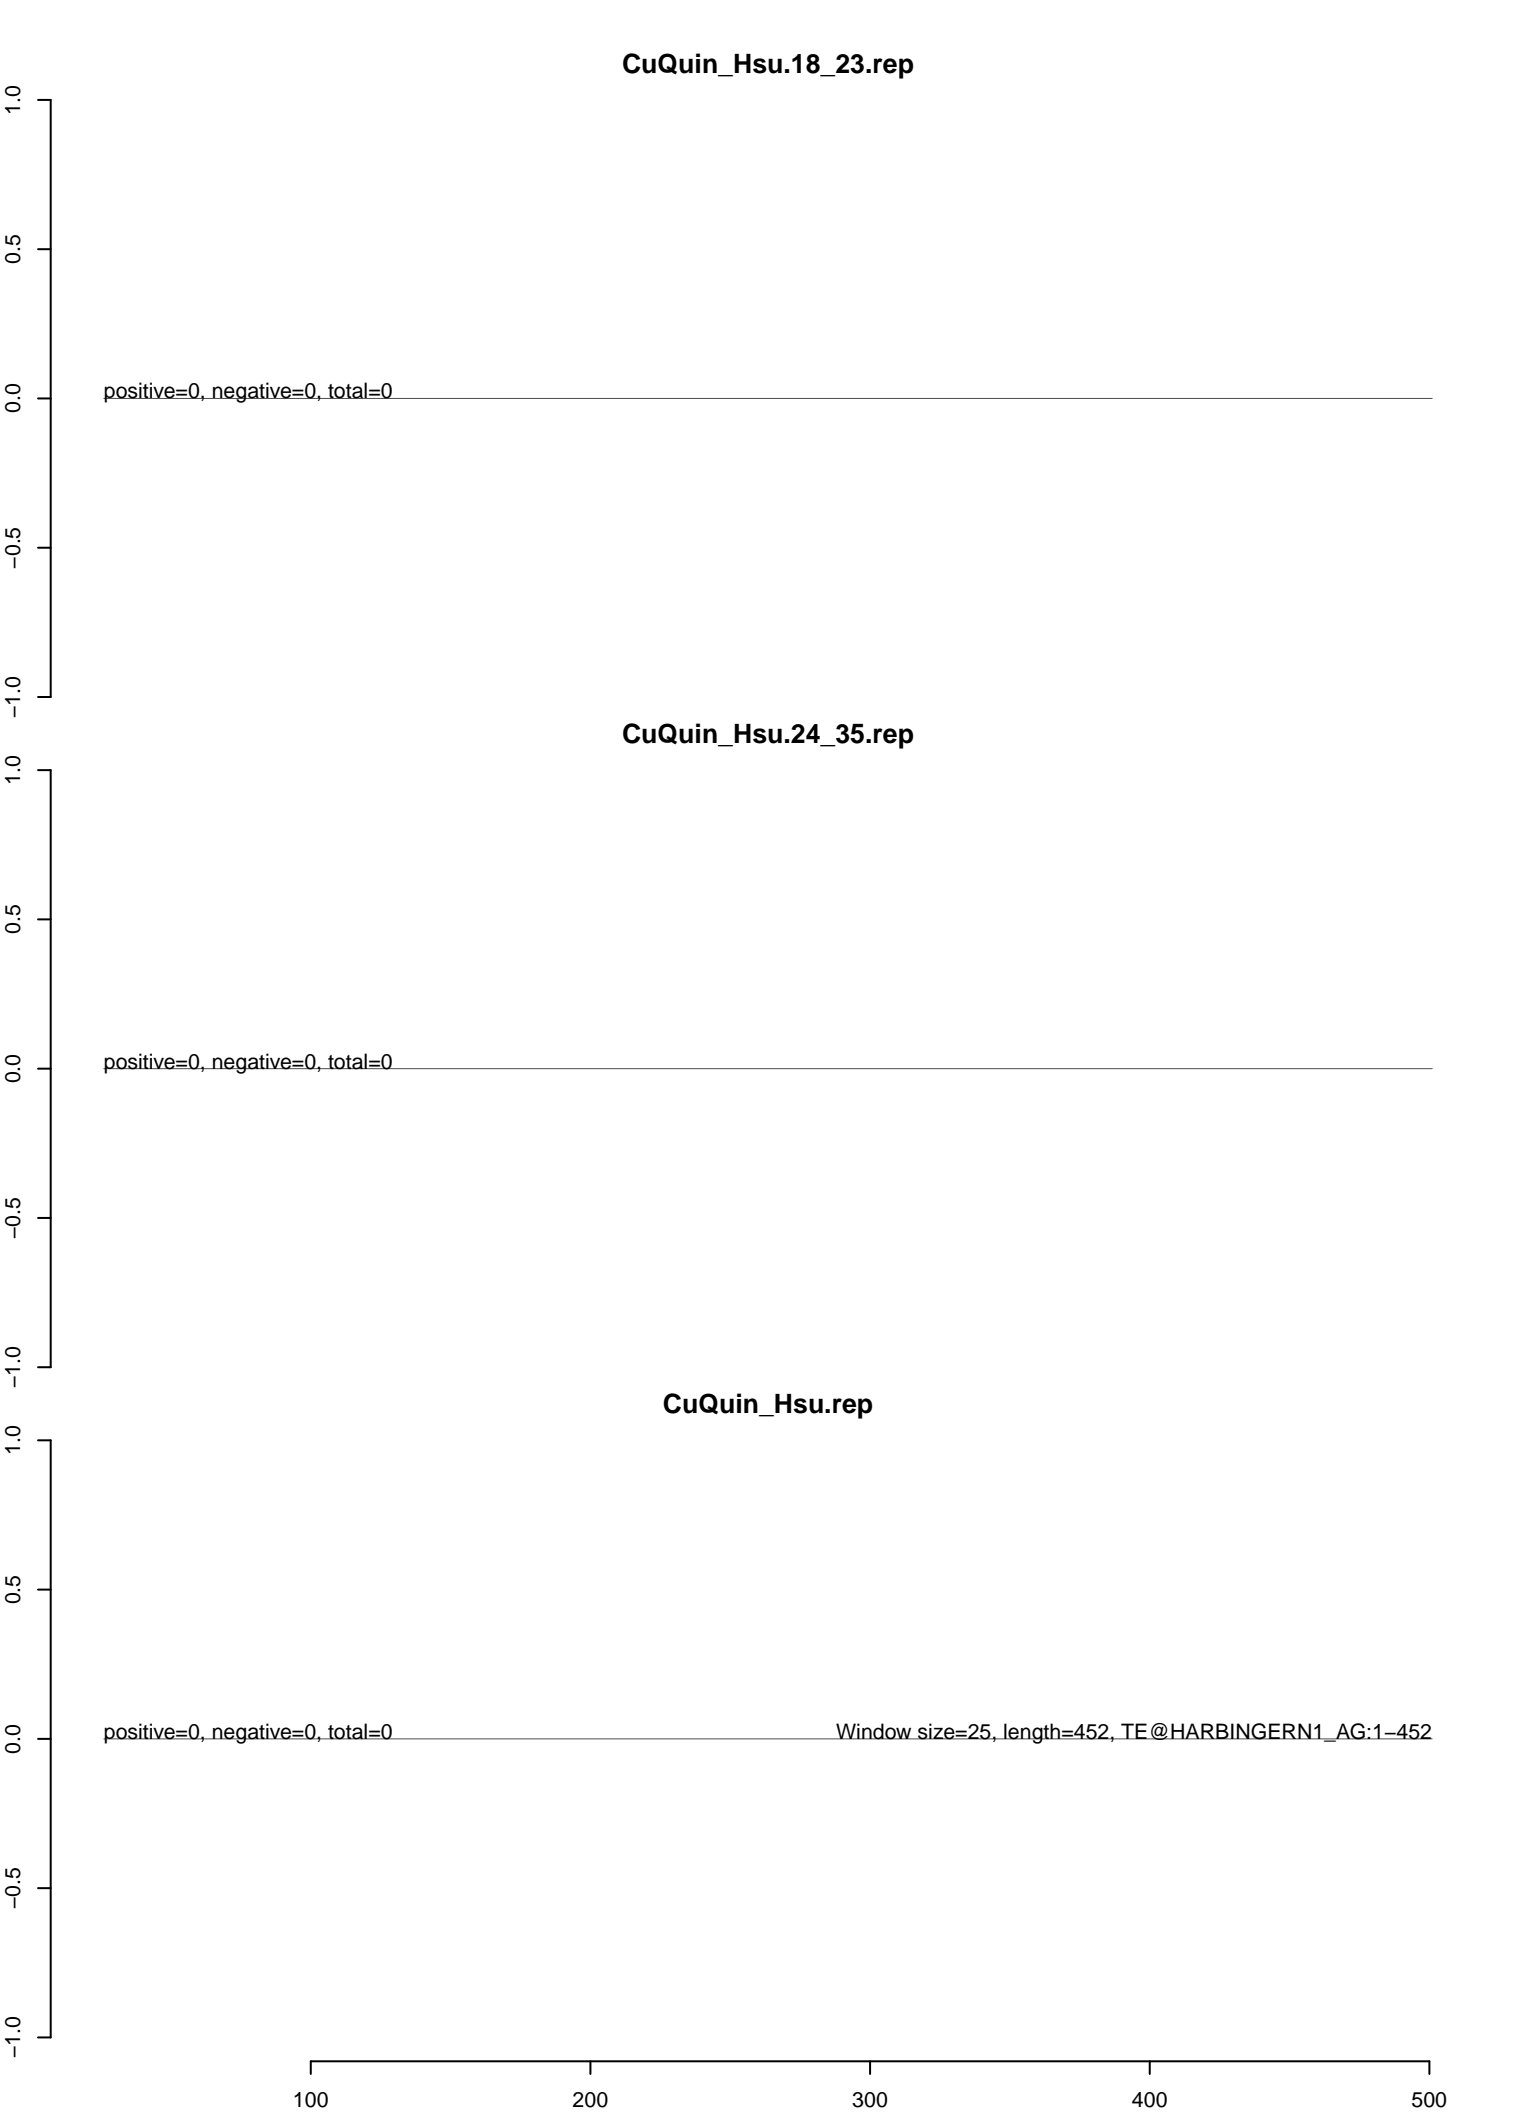 CuQuin_Hsu.18_23.rep
1.0
0.5
0.0
−0.5
−1.0
positive=0, negative=0, total=0
CuQuin_Hsu.24_35.rep
1.0
0.5
0.0
−0.5
−1.0
positive=0, negative=0, total=0
CuQuin_Hsu.rep
1.0
0.5
0.0
−0.5
−1.0
positive=0, negative=0, total=0
Window size=25, length=452, TE@HARBINGERN1_AG:1−452
100 200 300 400 500